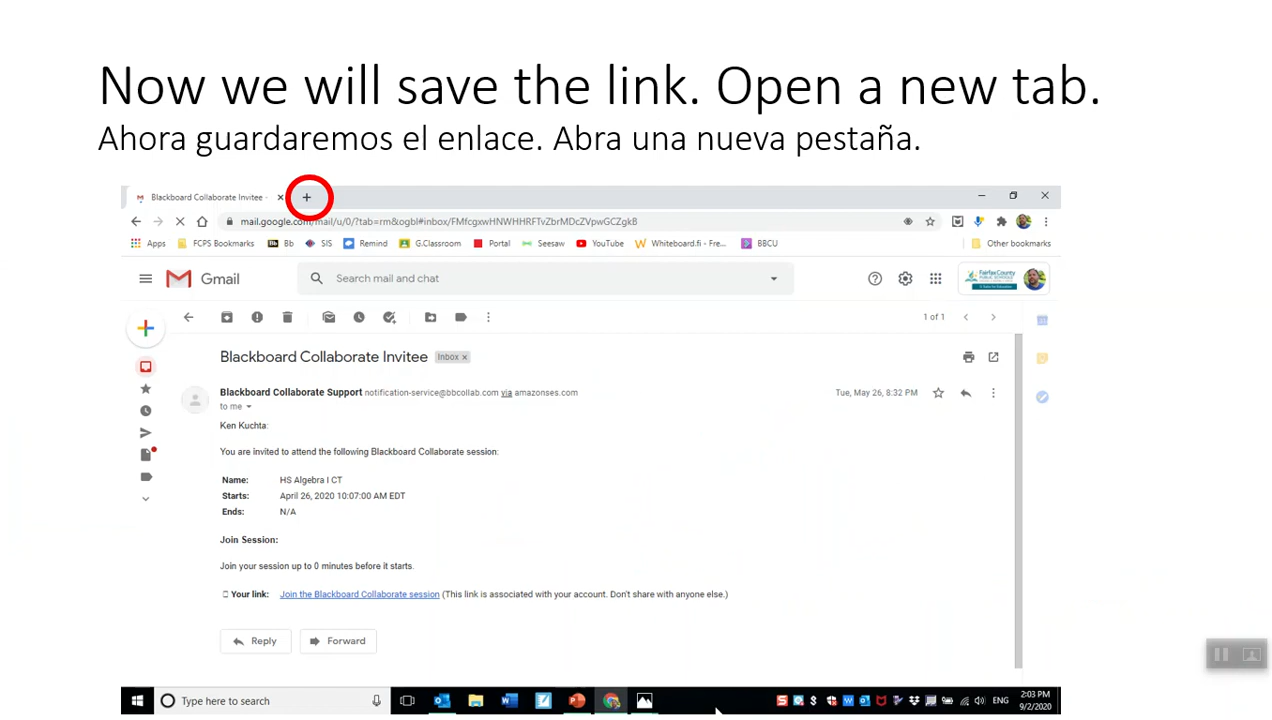 Now we will save the link. Open a new tab.
Ahora guardaremos el enlace. Abra una nueva pestaña.
Blackboard Collaborate Invitee -
mail.google.com/mail/u/0/?tab=rm&ogbl#inbox/FMfcgxwHNWHHRFTvZbrMDcZVpwGCZgkB
Apps FCPS Bookmarks Bb Bb SIS Remind G.Classroom Portal Seesaw YouTube Whiteboard.fi - Fre... BBCU Other bookmarks
Gmail Search mail and chat Fairfax County
1 of 1
Blackboard Collaborate Invitee Inbox x
Blackboard Collaborate Support notification-service@bbcollab.com via amazonses.com Tue, May 26, 8:32 PM
to me
Ken Kuchta:
You are invited to attend the following Blackboard Collaborate session:
Name: HS Algebra I CT
Starts: April 26, 2020 10:07:00 AM EDT
Ends: N/A
Join Session:
Join your session up to 0 minutes before it starts.
Your link: Join the Blackboard Collaborate session (This link is associated with your account. Don't share with anyone else.)
Reply Forward
Type here to search ENG 2:03 PM
9/2/2020